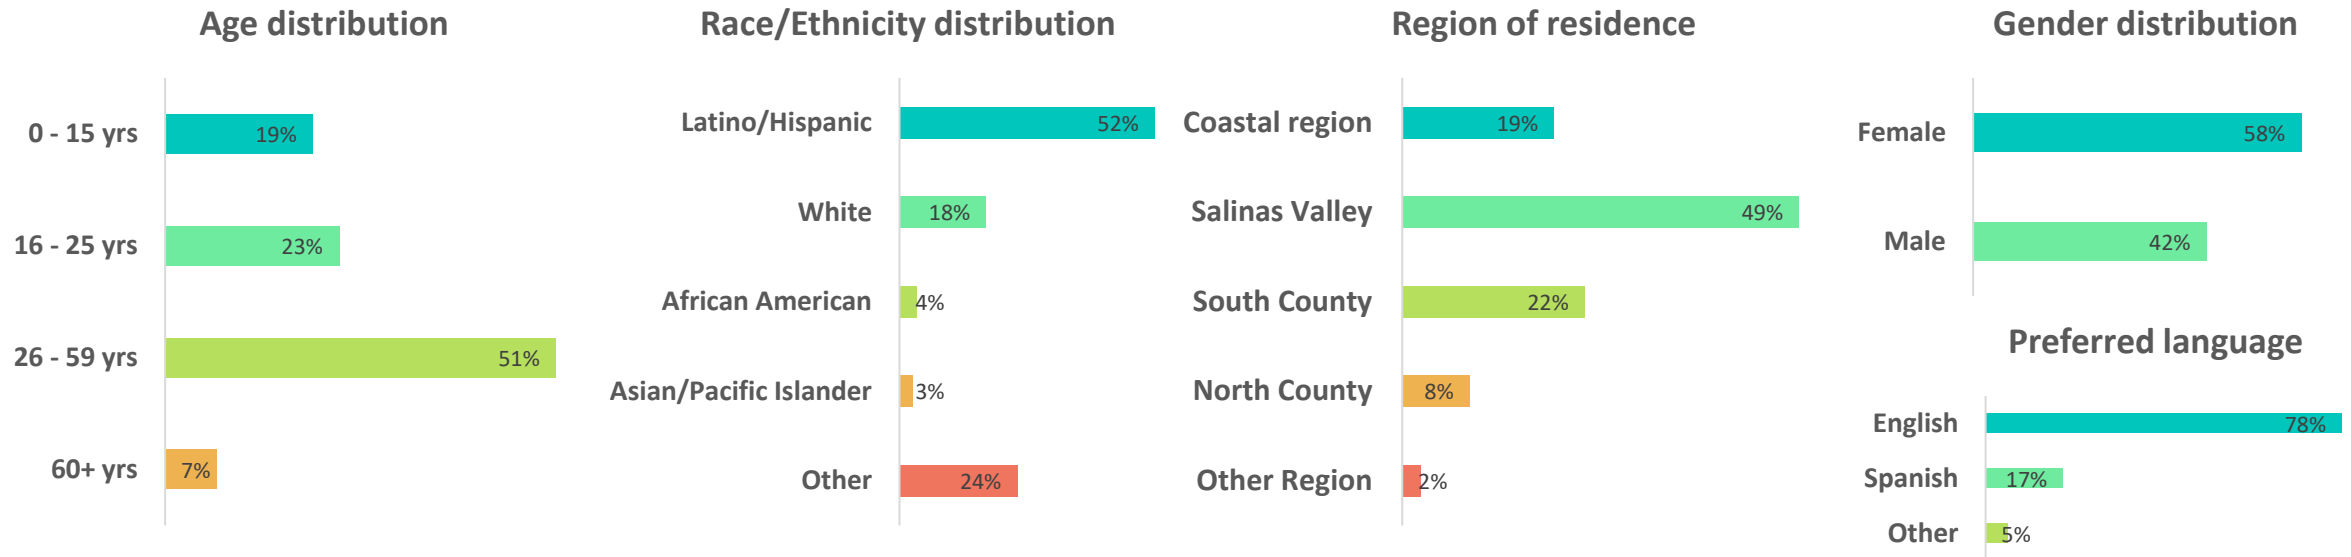 Age distribution
0 - 15 yrs 19%
16 - 25 yrs 23%
26 - 59 yrs 51%
60+ yrs 7%
Race/Ethnicity distribution
Latino/Hispanic 52%
White 18%
African American 4%
Asian/Pacific Islander 3%
Other 24%
Region of residence
Coastal region 19%
Salinas Valley 49%
South County 22%
North County 8%
Other Region 2%
Gender distribution
Female 58%
Male 42%
Preferred language
English 78%
Spanish 17%
Other 5%